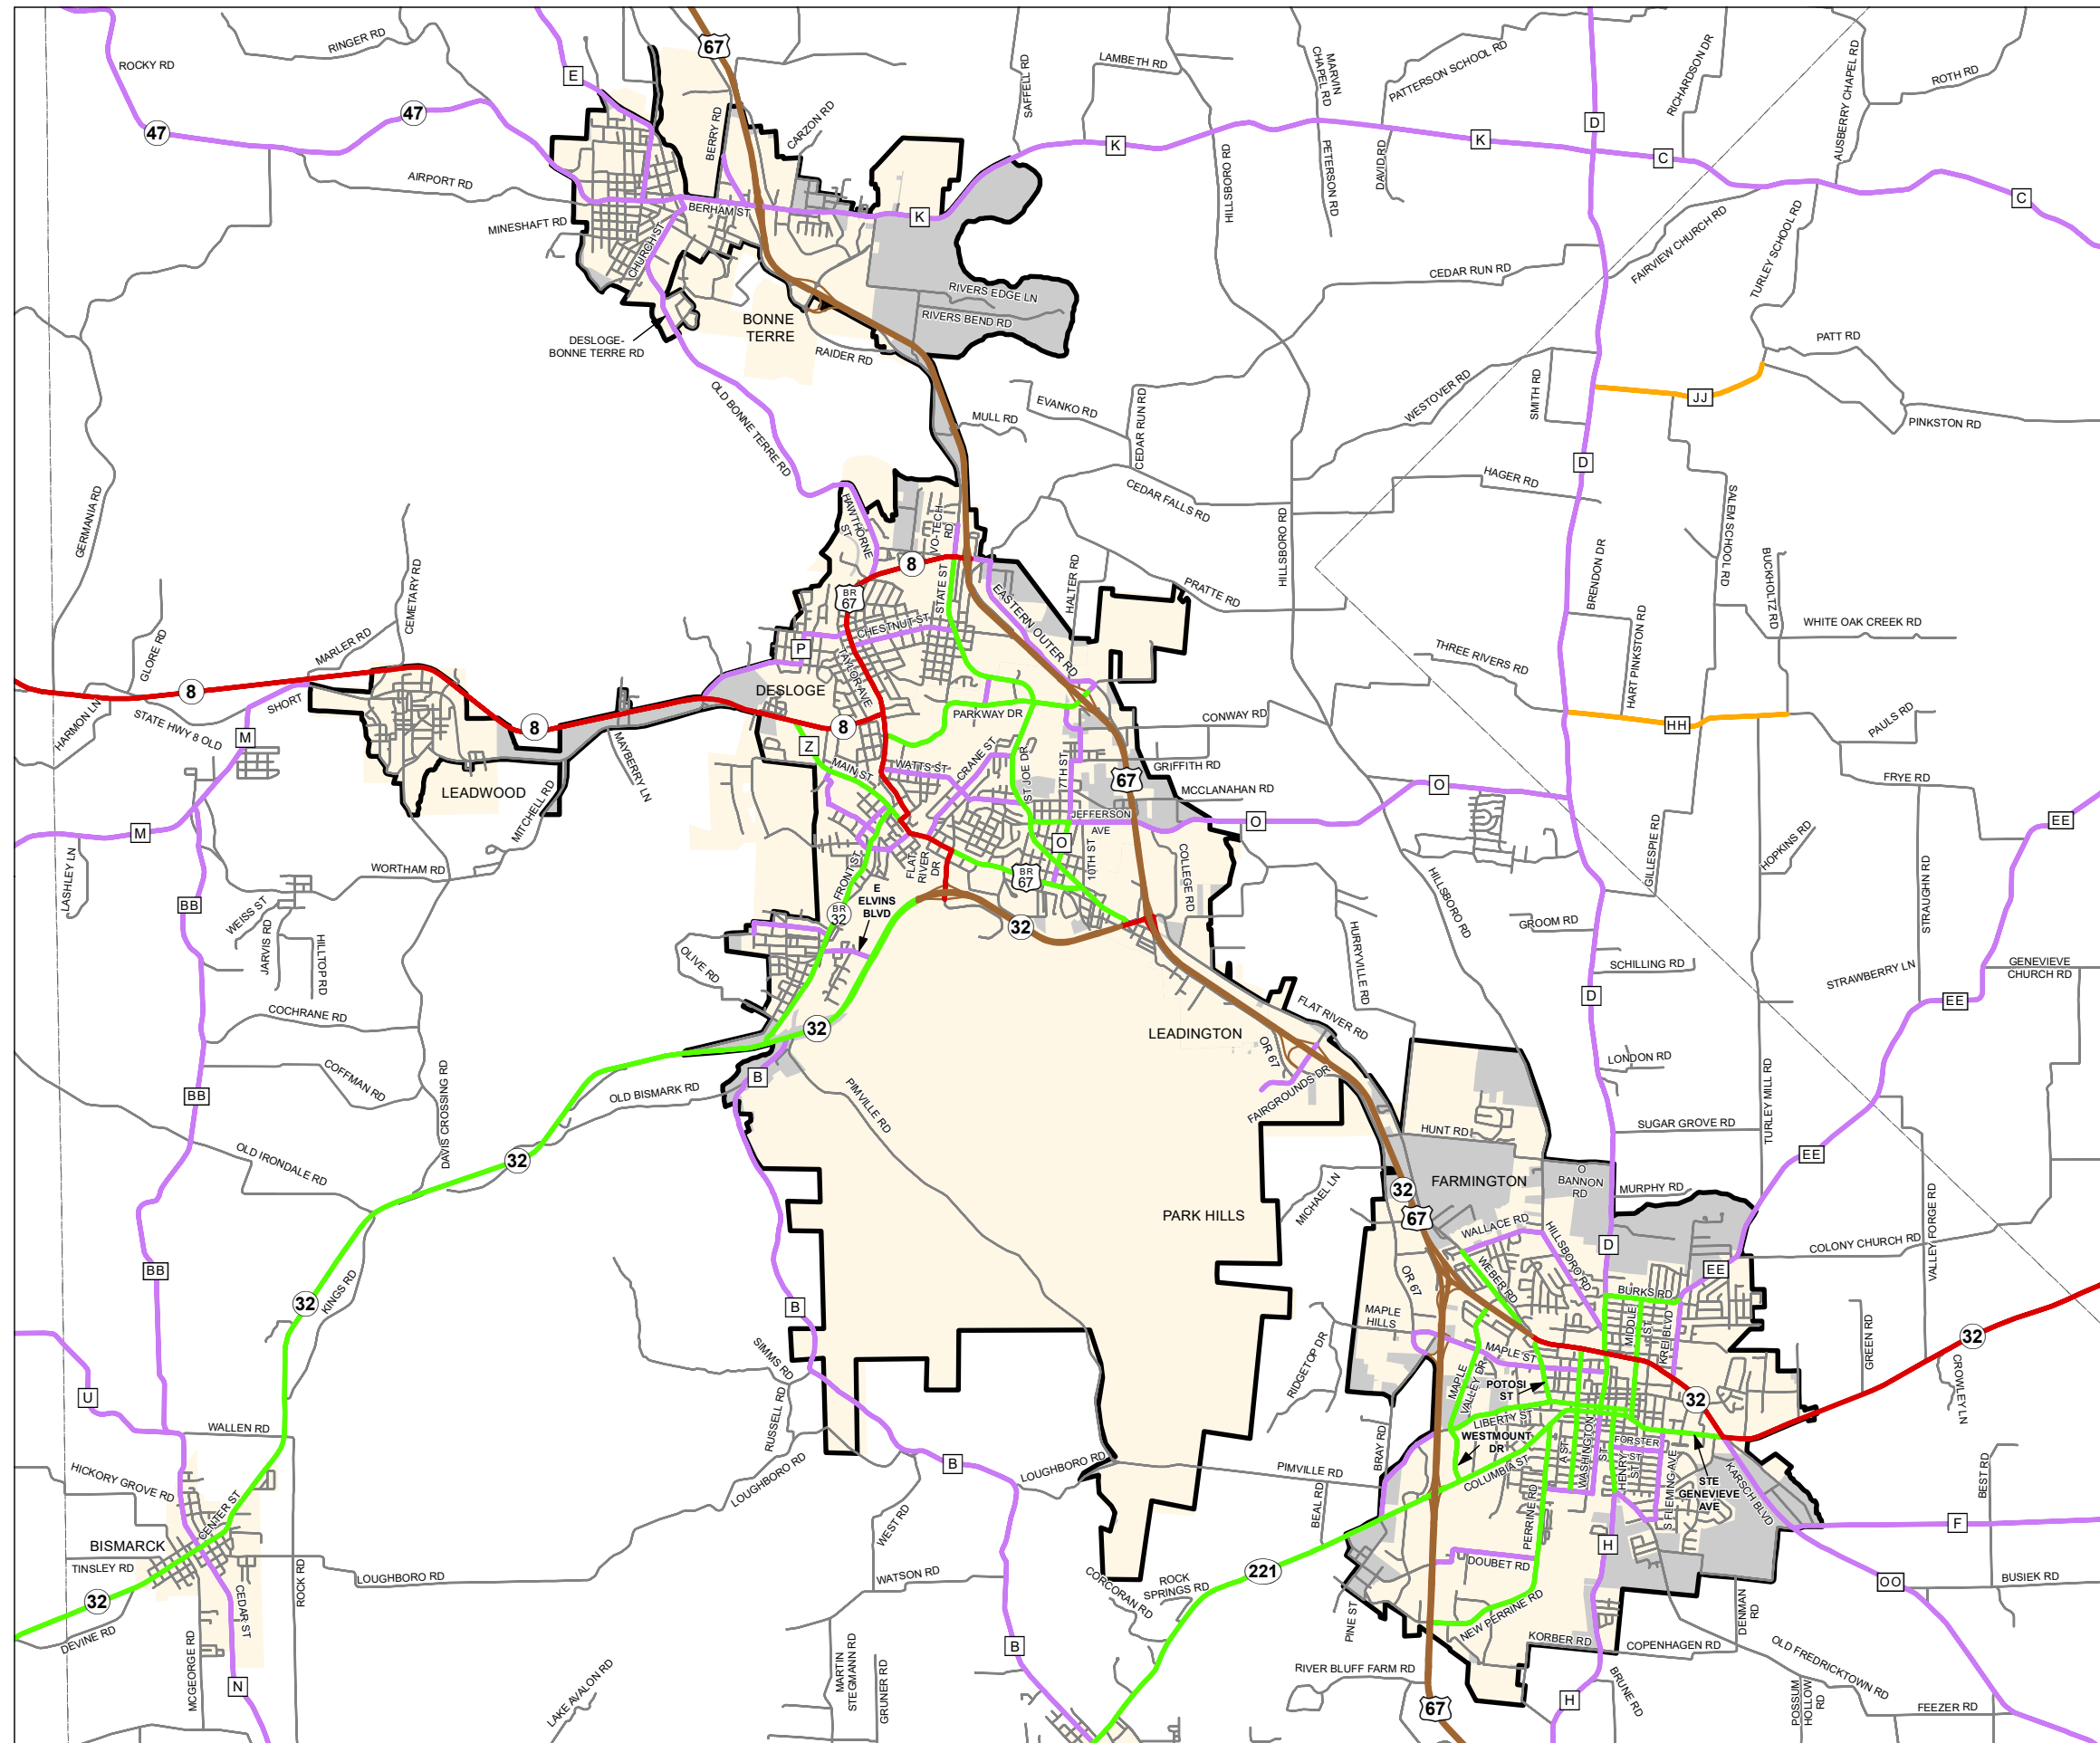 67
RINGER RD
ROCKY RD
E
47
47
BERRY RD
CARZON RD
SAFFELL RD
LAMBETH RD
MARVIN
CHAPEL RD
PATTERSON SCHOOL RD
D
RICHARDSON DR
AUSBERRY CHAPEL RD
ROTH RD
K
K
C
C
AIRPORT RD
MINESHAFT RD
BERHAM ST
CHURCH ST
K
HILLSBORO RD
PETERSON RD
DAVID RD
CEDAR RUN RD
FAIRVIEW CHURCH RD
TURLEY SCHOOL RD
RIVERS EDGE LN
RIVERS BEND RD
BONNE
TERRE
DESLOGE-
BONNE TERRE RD
RAIDER RD
PATT RD
OLD BONNE TERRE RD
MULL RD
EVANKO RD
CEDAR RUN RD
WESTOVER RD
SMITH RD
JJ
PINKSTON RD
D
HAGER RD
CEDAR FALLS RD
HILLSBORO RD
SALEM SCHOOL RD
GERMANIA RD
HAWTHORNE
ST
VO-TECH
RD
8
BR
67
STATE ST
CHESTNUT ST
EASTERN OUTER RD
HALTER RD
PRATTE RD
BRENDON DR
HART PINKSTON RD
BUCKHOLTZ RD
WHITE OAK CREEK RD
THREE RIVERS RD
CEMETARY RD
MARLER RD
GLORE RD
8
SHORT
STATE HWY 8 OLD
HARMON LN
M
8
P
TAYLOR AVE
DESLOGE
8
Z
PARKWAY DR
CONWAY RD
HH
PAULS RD
MAYBERRY LN
LEADWOOD
MITCHELL RD
MAIN ST
WATTS ST
CRANE ST
ST JOE DR
7TH ST
67
GRIFFITH RD
MCCLANAHAN RD
FRYE RD
M
JEFFERSON
AVE
O
O
O
EE
LASHLEY LN
WORTHAM RD
FRONT ST
FLAT
RIVER
DR
BR
67
10TH ST
COLLEGE RD
HILLSBORO RD
GILLESPIE RD
HOPKINS RD
STRAUGHN RD
BB
WEISS ST
JARVIS RD
HILLTOP RD
BR
32
E
ELVINS
BLVD
32
OLIVE RD
HURRYVILLE RD
GROOM RD
SCHILLING RD
STRAWBERRY LN
GENEVIEVE
CHURCH RD
D
EE
COCHRANE RD
32
LEADINGTON
FLAT RIVER RD
OR 67
COFFMAN RD
DAVIS CROSSING RD
OLD BISMARK RD
B
PIMVILLE RD
FAIRGROUNDS DR
LONDON RD
BB
TURLEY MILL RD
SUGAR GROVE RD
HUNT RD
OLD IRONDALE RD
32
EE
FARMINGTON
O
BANNON
RD
MURPHY RD
MICHAEL LN
32
67
PARK HILLS
WALLACE RD
HILLSBORO RD
D
COLONY CHURCH RD
VALLEY FORGE RD
BB
32
KINGS RD
B
OR 67
WEBER RD
EE
BURKS RD
MAPLE
HILLS
MIDDLE
ST
KREI BLVD
GREEN RD
32
SIMMS RD
RIDGETOP DR
MAPLE ST
MAPLE
VALLEY DR
POTOSI
ST
32
CROWLEY LN
U
WALLEN RD
RUSSELL RD
LIBERTY ST
WESTMOUNT
DR
BRAY RD
A ST
WASHINGTON
ST
FORSTER
ST
HENRY
ST
HICKORY GROVE RD
LOUGHBORO RD
B
LOUGHBORO RD
PIMVILLE RD
COLUMBIA ST
S FLEMING AVE
STE
GENEVIEVE
AVE
KARSCH BLVD
BEST RD
BEAL RD
CENTER ST
WEST RD
PERRINE RD
F
BISMARCK
TINSLEY RD
H
DOUBET RD
LOUGHBORO RD
ROCK RD
WATSON RD
ROCK
SPRINGS RD
221
CORCORAN RD
OO
BUSIEK RD
32
CEDAR ST
DEVINE RD
PINE ST
NEW PERRINE RD
DENMAN
RD
MCGEORGE RD
B
KORBER RD
COPENHAGEN RD
OLD FREDRICKTOWN RD
RIVER BLUFF FARM RD
BRUNE RD
N
LAKE AVALON RD
MARTIN
STEGMANN RD
GRUNER RD
67
H
POSSUM
HOLLOW
RD
FEEZER RD